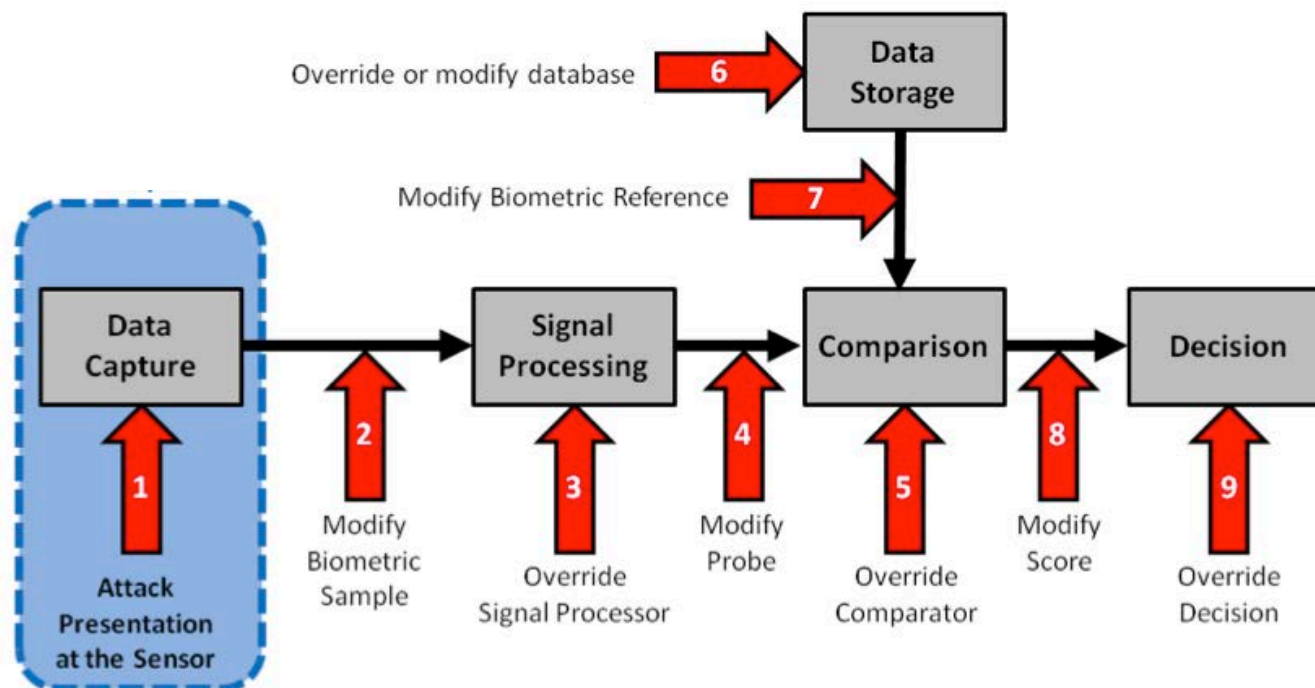 Override or modify database
6
Data
Storage
Modify Biometric Reference
7
Data
Capture
Signal
Processing
Comparison
Decision
1
2
3
4
5
8
9
Attack
Presentation
at the Sensor
Modify
Biometric
Sample
Override
Signal Processor
Modify
Probe
Override
Comparator
Modify
Score
Override
Decision